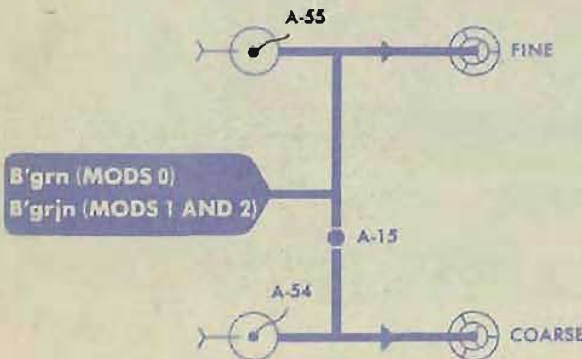 A-55
FINE
B'grn (MODS 0)
B'grjn (MODS 1 AND 2)
A-15
A-54
COARSE